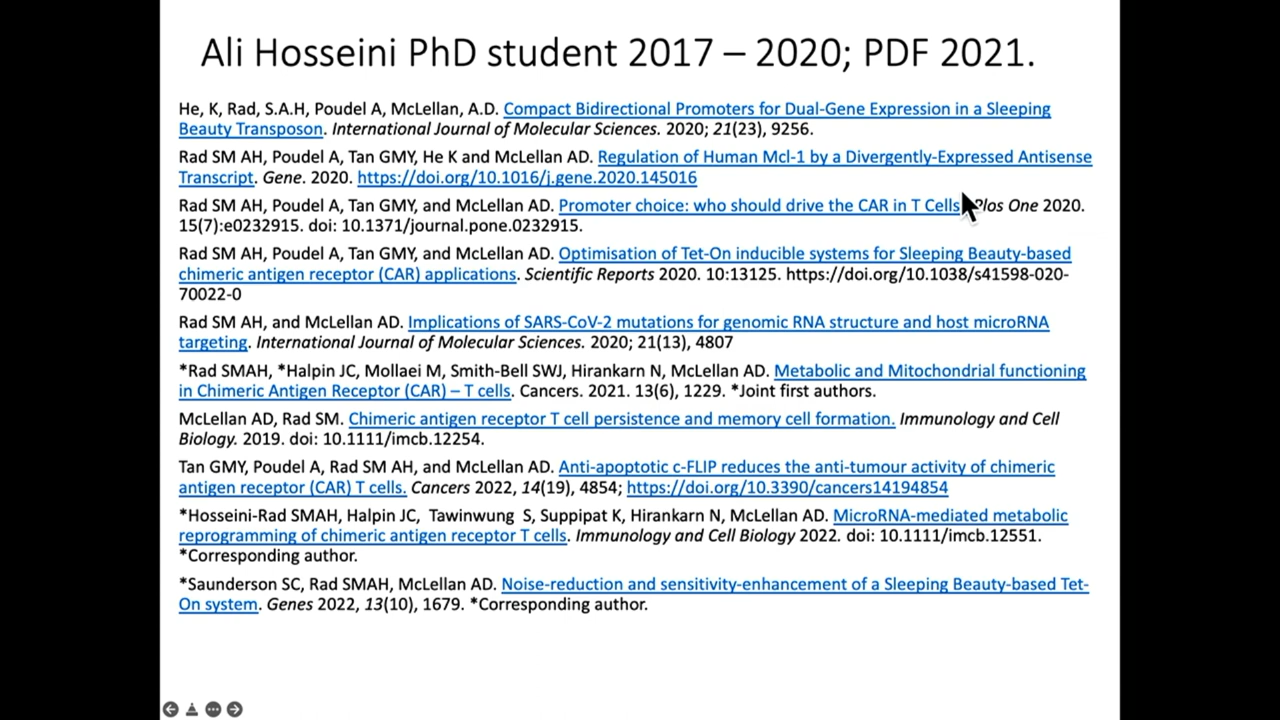 Ali Hosseini PhD student 2017 – 2020; PDF 2021.
He, K, Rad, S.A.H, Poudel A, McLellan, A.D. Compact Bidirectional Promoters for Dual-Gene Expression in a Sleeping
Beauty Transposon. International Journal of Molecular Sciences. 2020; 21(23), 9256.
Rad SM AH, Poudel A, Tan GMY, He K and McLellan AD. Regulation of Human Mcl-1 by a Divergently-Expressed Antisense
Transcript. Gene. 2020. https://doi.org/10.1016/j.gene.2020.145016
Rad SM AH, Poudel A, Tan GMY, and McLellan AD. Promoter choice: who should drive the CAR in T Cells Plos One 2020.
15(7):e0232915. doi: 10.1371/journal.pone.0232915.
Rad SM AH, Poudel A, Tan GMY, and McLellan AD. Optimisation of Tet-On inducible systems for Sleeping Beauty-based
chimeric antigen receptor (CAR) applications. Scientific Reports 2020. 10:13125. https://doi.org/10.1038/s41598-020-
70022-0
Rad SM AH, and McLellan AD. Implications of SARS-CoV-2 mutations for genomic RNA structure and host microRNA
targeting. International Journal of Molecular Sciences. 2020; 21(13), 4807
*Rad SMAH, *Halpin JC, Mollaei M, Smith-Bell SWJ, Hirankarn N, McLellan AD. Metabolic and Mitochondrial functioning
in Chimeric Antigen Receptor (CAR) – T cells. Cancers. 2021. 13(6), 1229. *Joint first authors.
McLellan AD, Rad SM. Chimeric antigen receptor T cell persistence and memory cell formation. Immunology and Cell
Biology. 2019. doi: 10.1111/imcb.12254.
Tan GMY, Poudel A, Rad SM AH, and McLellan AD. Anti-apoptotic c-FLIP reduces the anti-tumour activity of chimeric
antigen receptor (CAR) T cells. Cancers 2022, 14(19), 4854; https://doi.org/10.3390/cancers14194854
*Hosseini-Rad SMAH, Halpin JC, Tawinwung S, Suppipat K, Hirankarn N, McLellan AD. MicroRNA-mediated metabolic
reprogramming of chimeric antigen receptor T cells. Immunology and Cell Biology 2022. doi: 10.1111/imcb.12551.
*Corresponding author.
*Saunderson SC, Rad SMAH, McLellan AD. Noise-reduction and sensitivity-enhancement of a Sleeping Beauty-based Tet-
On system. Genes 2022, 13(10), 1679. *Corresponding author.